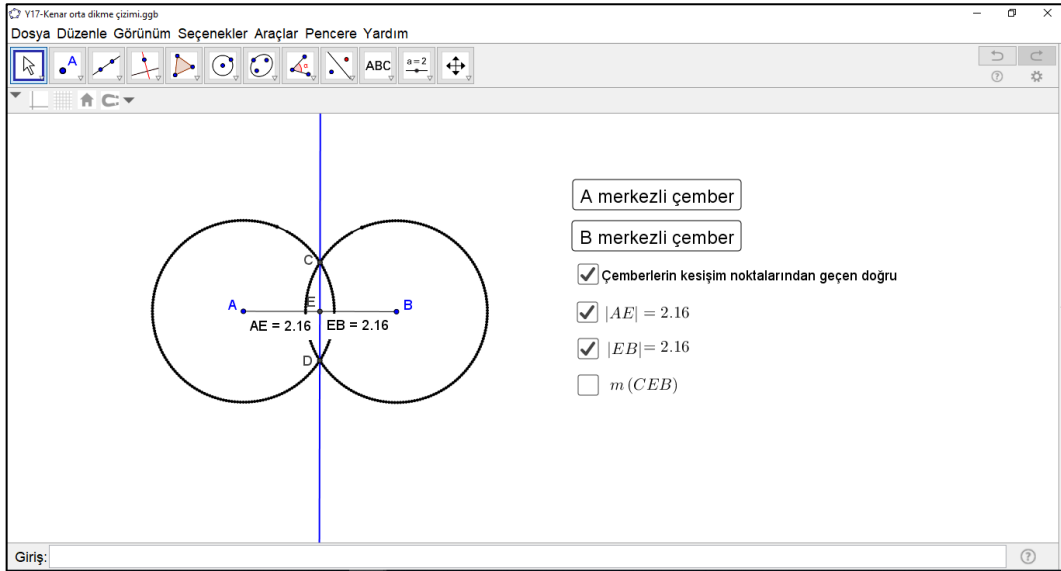 Y17-Kenar orta dikme çizimi.ggb
Dosya Düzenle Görünüm Seçenekler Araçlar Pencere Yardım
A
α
ABC
a=2
A merkezli çember
B merkezli çember
Çemberlerin kesişim noktalarından geçen doğru
|AE| = 2.16
|EB| = 2.16
m (CEB)
C
A
E
B
AE = 2.16
EB = 2.16
D
Giriş: